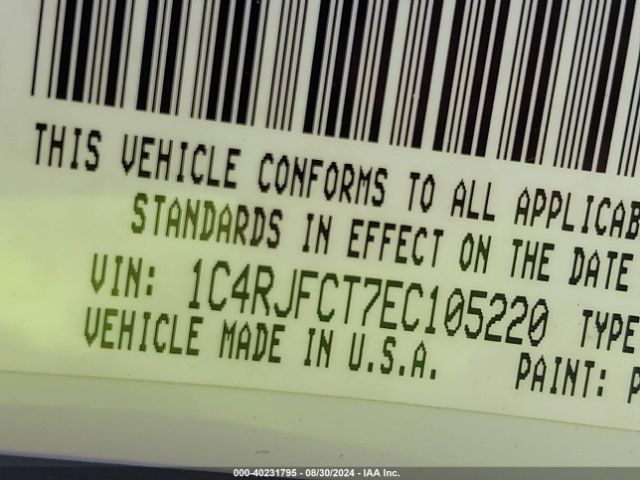 THIS VEHICLE CONFORMS TO ALL APPLICAB
STANDARDS IN EFFECT ON THE DATE
VIN: 1C4RJFCT7EC105220 TYPE
VEHICLE MADE IN U.S.A. PAINT: P
000-40231795 - 08/30/2024 - IAA Inc.